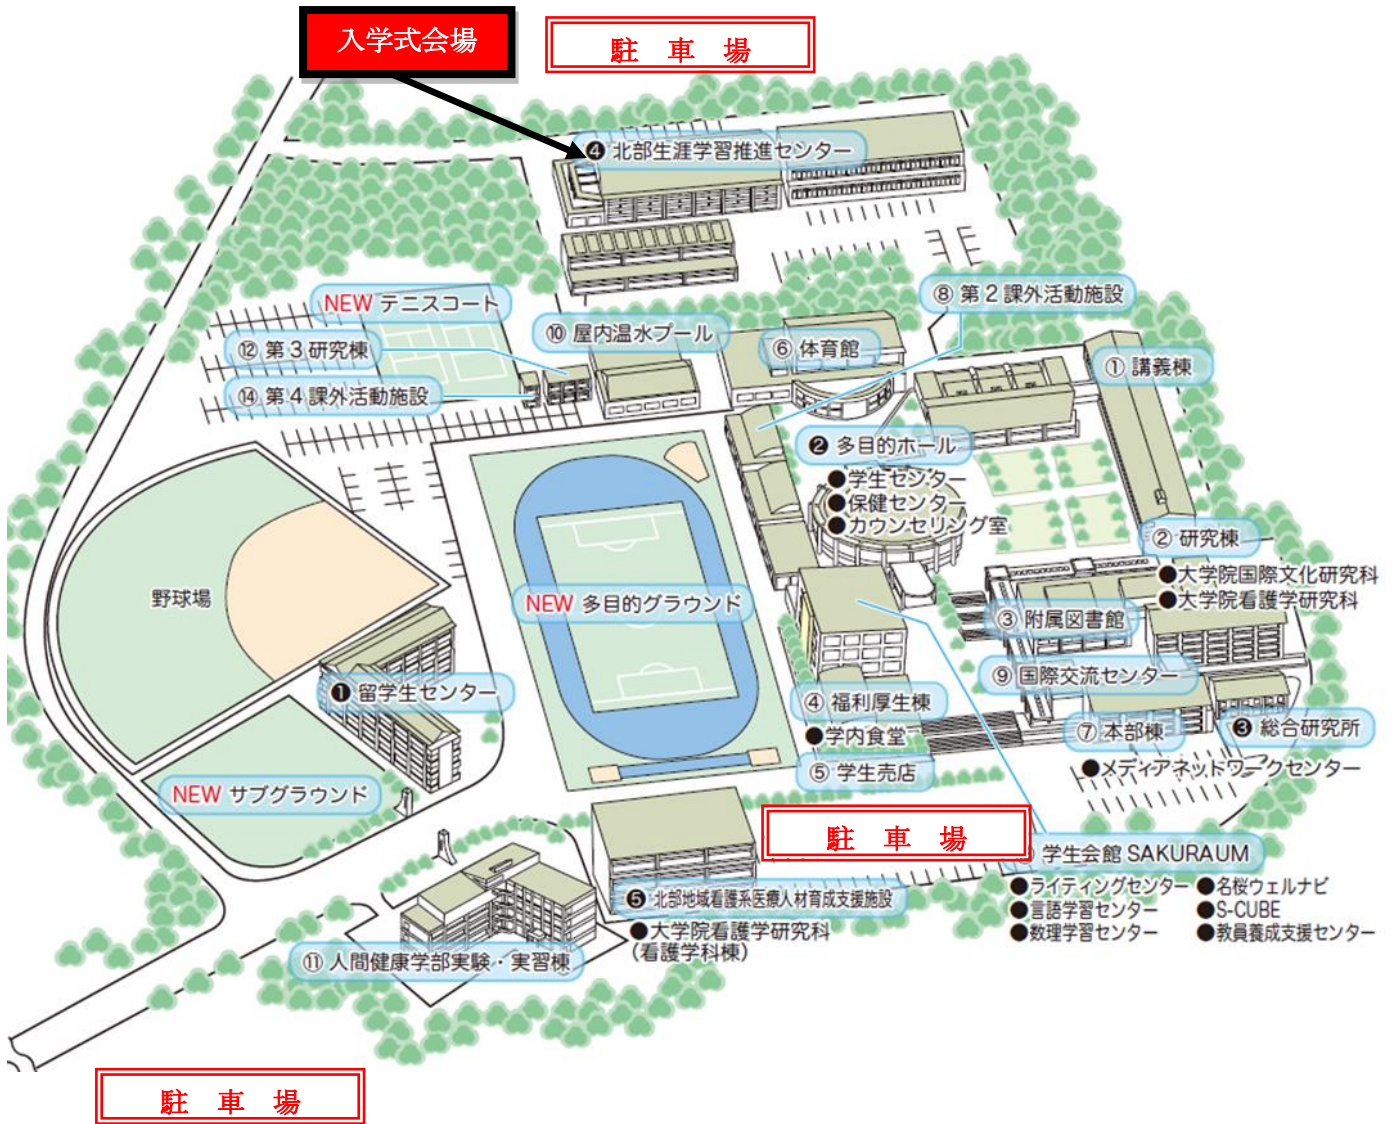 入学式会場
駐 車 場
❹ 北部生涯学習推進センター
⑧ 第２課外活動施設
NEW テニスコート
⑩ 屋内温水プール
⑫ 第３研究棟
⑥ 体育館
① 講義棟
⑭ 第４課外活動施設
❷ 多目的ホール
●学生センター
●保健センター
●カウンセリング室
② 研究棟
●大学院国際文化研究科
●大学院看護学研究科
野球場
NEW 多目的グラウンド
③ 附属図書館
❶ 留学生センター
⑨ 国際交流センター
④ 福利厚生棟
●学内食堂
⑦ 本部棟
❸ 総合研究所
⑤ 学生売店
●メディアネットワークセンター
NEW サブグラウンド
駐 車 場
学生会館 SAKURAUM
●ライティングセンター ●名桜ウェルナビ
●言語学習センター ●S-CUBE
●数理学習センター ●教員養成支援センター
❺ 北部地域看護系医療人材育成支援施設
●大学院看護学研究科
(看護学科棟)
⑪ 人間健康学部実験・実習棟
駐 車 場